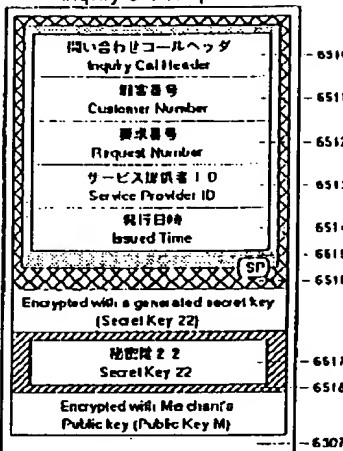 問い合わせコールヘッダ
Inquiry Call Header
6514
顧客番号
Customer Number
6511
要求番号
Request Number
6512
サービス提供者ID
Service Provider ID
6513
発行日時
Issued Time
6514
6515
SP
6518
Encrypted with a generated secret key
(Secret Key 22)
秘密鍵22
Secret Key 22
6517
6516
Encrypted with Merchant's
Public key (Public Key M)
6307